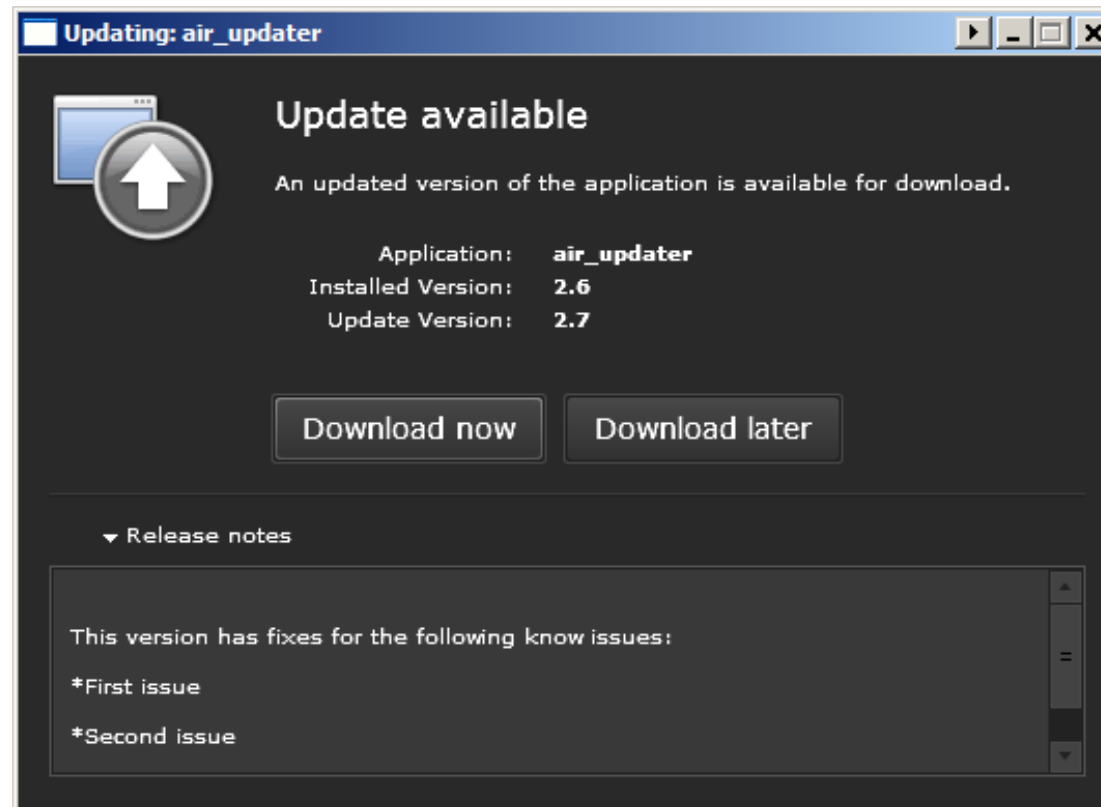 Updating: air_updater
Update available
An updated version of the application is available for download.
Application: air_updater
Installed Version: 2.6
Update Version: 2.7
Download now Download later
Release notes
This version has fixes for the following know issues:
*First issue
*Second issue